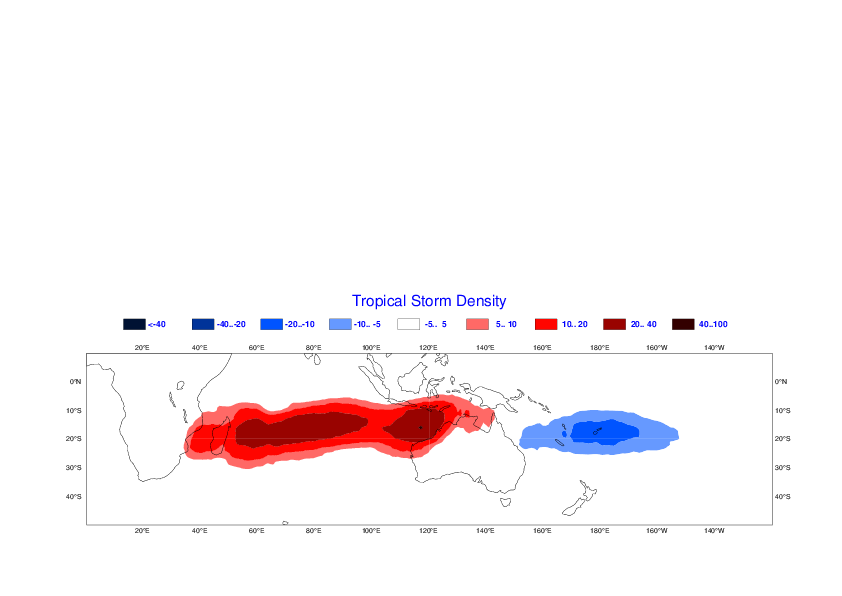 Tropical Storm Density
<-40 -40..-20 -20..-10 -10.. -5 -5.. 5 5.. 10 10.. 20 20.. 40 40..100
20°E 40°E 60°E 80°E 100°E 120°E 140°E 160°E 180°E 160°W 140°W
0°N 0°N
10°S 10°S
20°S 20°S
30°S 30°S
40°S 40°S
20°E 40°E 60°E 80°E 100°E 120°E 140°E 160°E 180°E 160°W 140°W